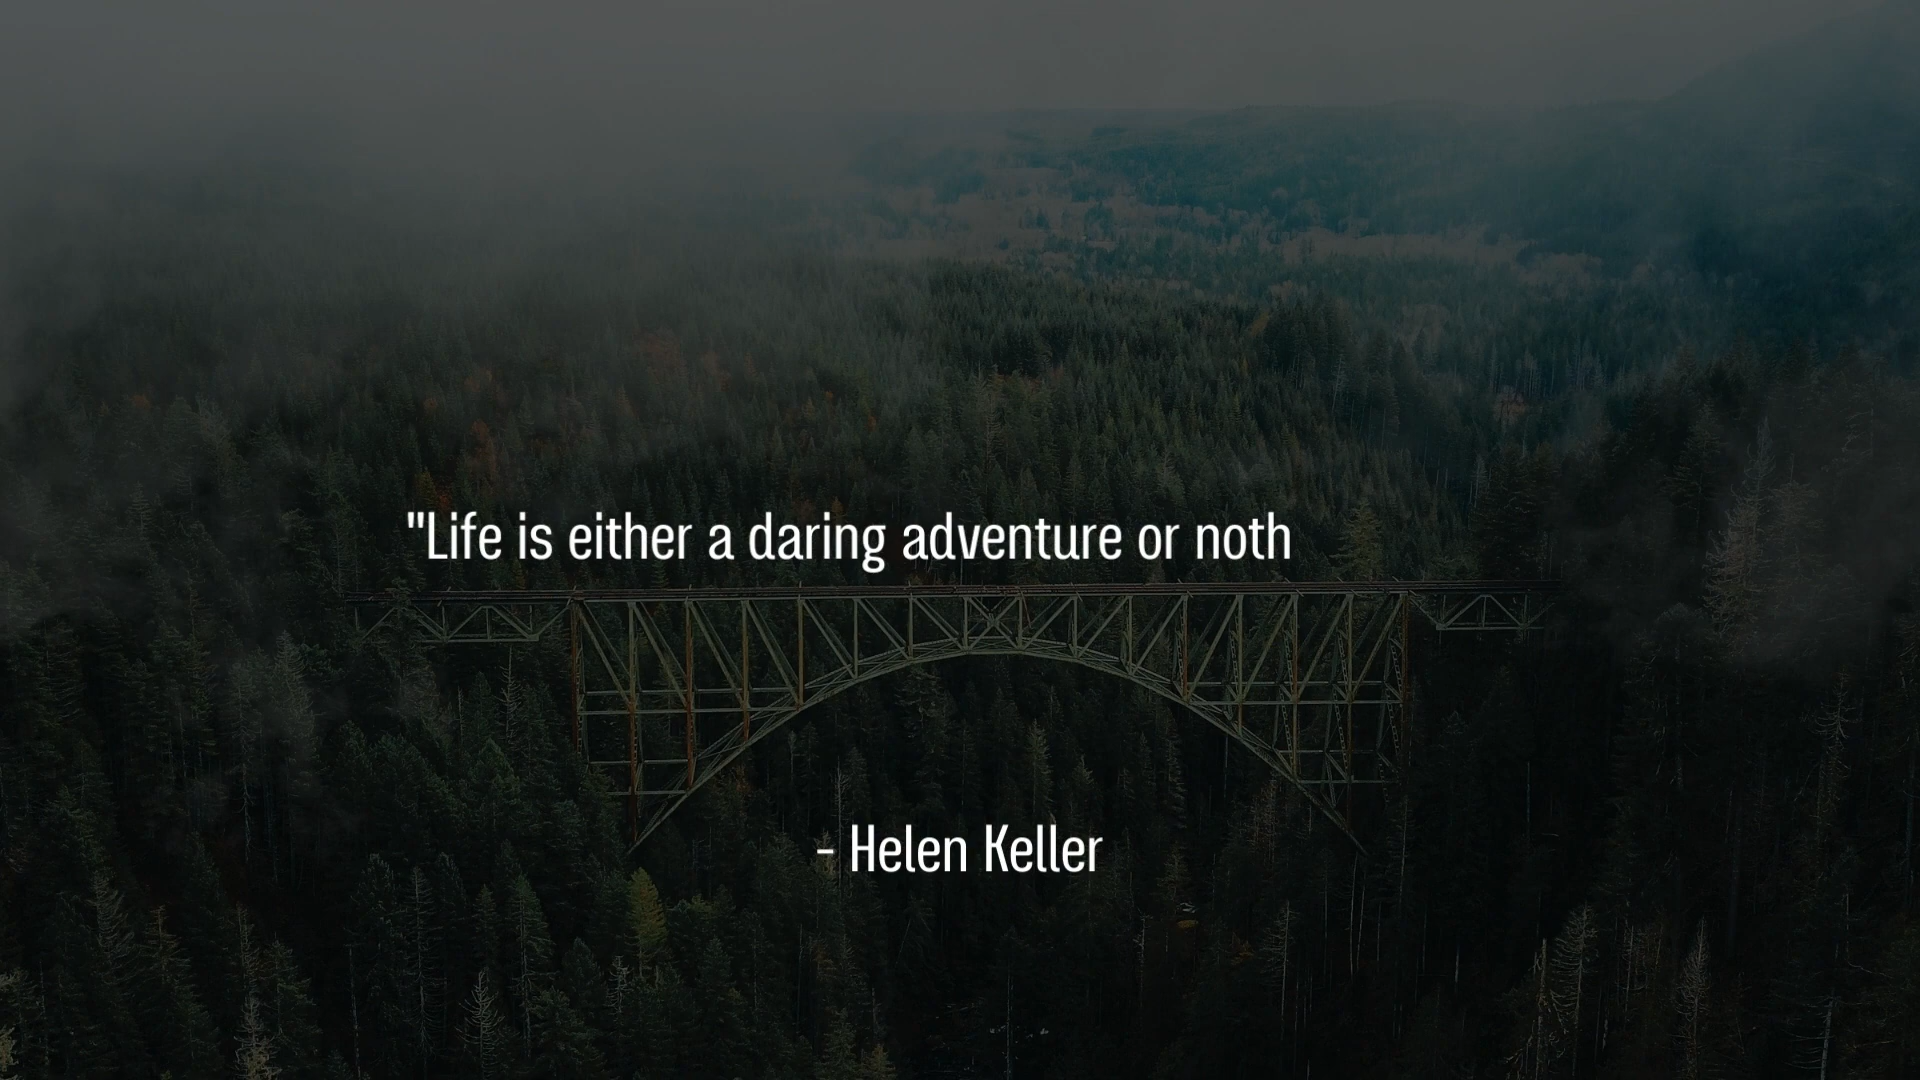 "Life is either a daring adventure or noth
- Helen Keller